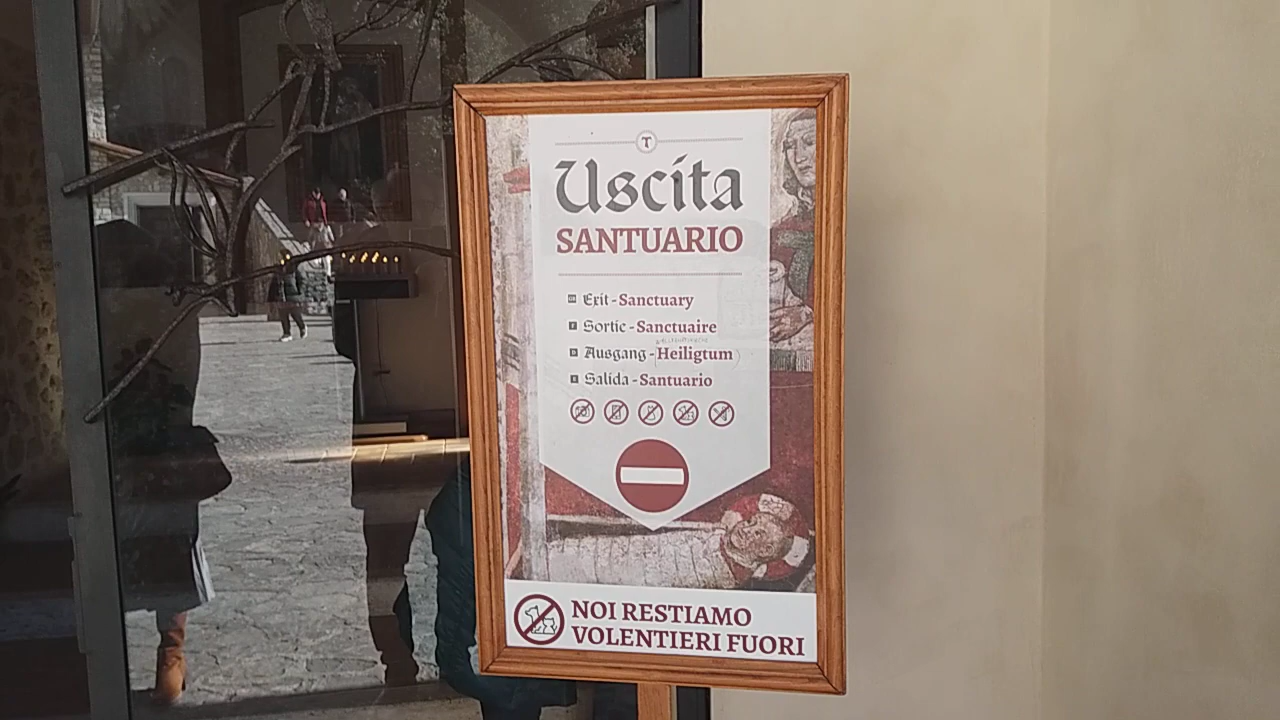 T
Uscita
SANTUARIO
Exit - Sanctuary
F Sortie - Sanctuaire
D Ausgang - Heiligtum
E Salida - Santuario
NOI RESTIAMO
VOLENTIERI FUORI